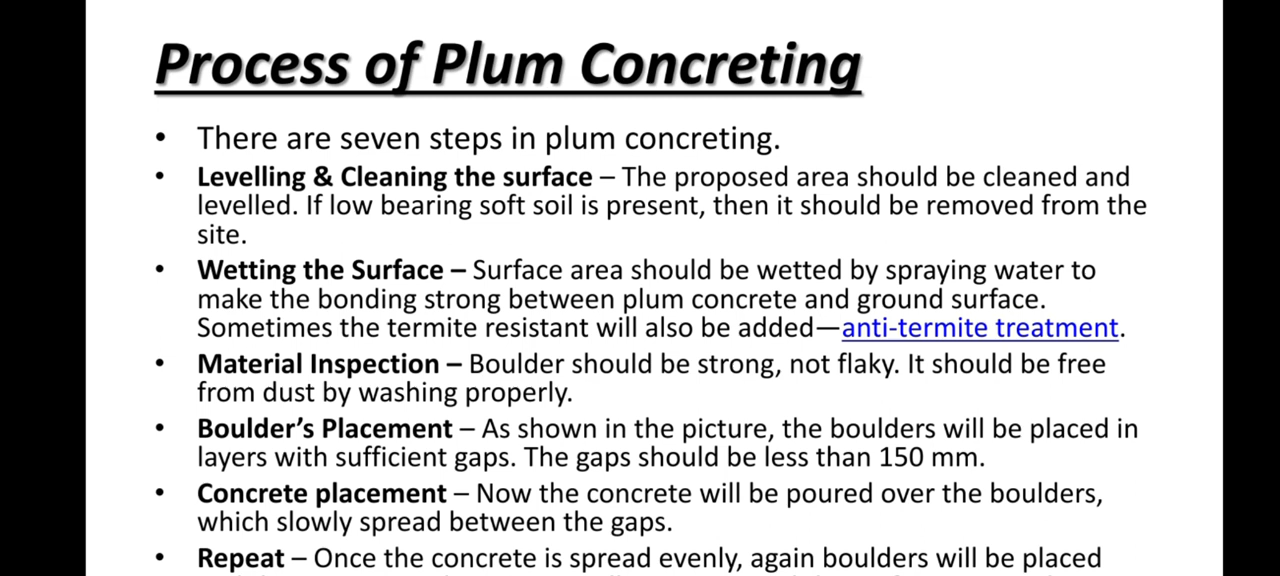 Process of Plum Concreting
• There are seven steps in plum concreting.
• Levelling & Cleaning the surface – The proposed area should be cleaned and
levelled. If low bearing soft soil is present, then it should be removed from the
site.
• Wetting the Surface – Surface area should be wetted by spraying water to
make the bonding strong between plum concrete and ground surface.
Sometimes the termite resistant will also be added—anti-termite treatment.
• Material Inspection – Boulder should be strong, not flaky. It should be free
from dust by washing properly.
• Boulder’s Placement – As shown in the picture, the boulders will be placed in
layers with sufficient gaps. The gaps should be less than 150 mm.
• Concrete placement – Now the concrete will be poured over the boulders,
which slowly spread between the gaps.
• Repeat – Once the concrete is spread evenly, again boulders will be placed